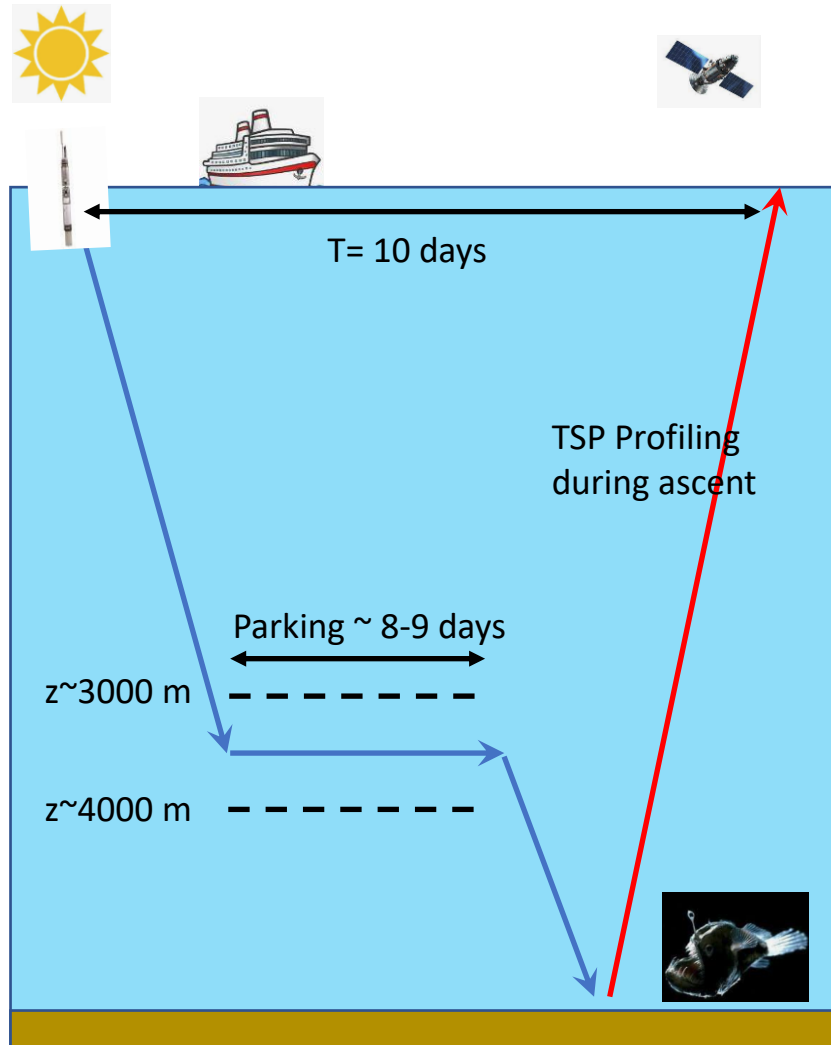 T= 10 days
TSP Profiling
during ascent
Parking ~ 8-9 days
z~3000 m
z~4000 m